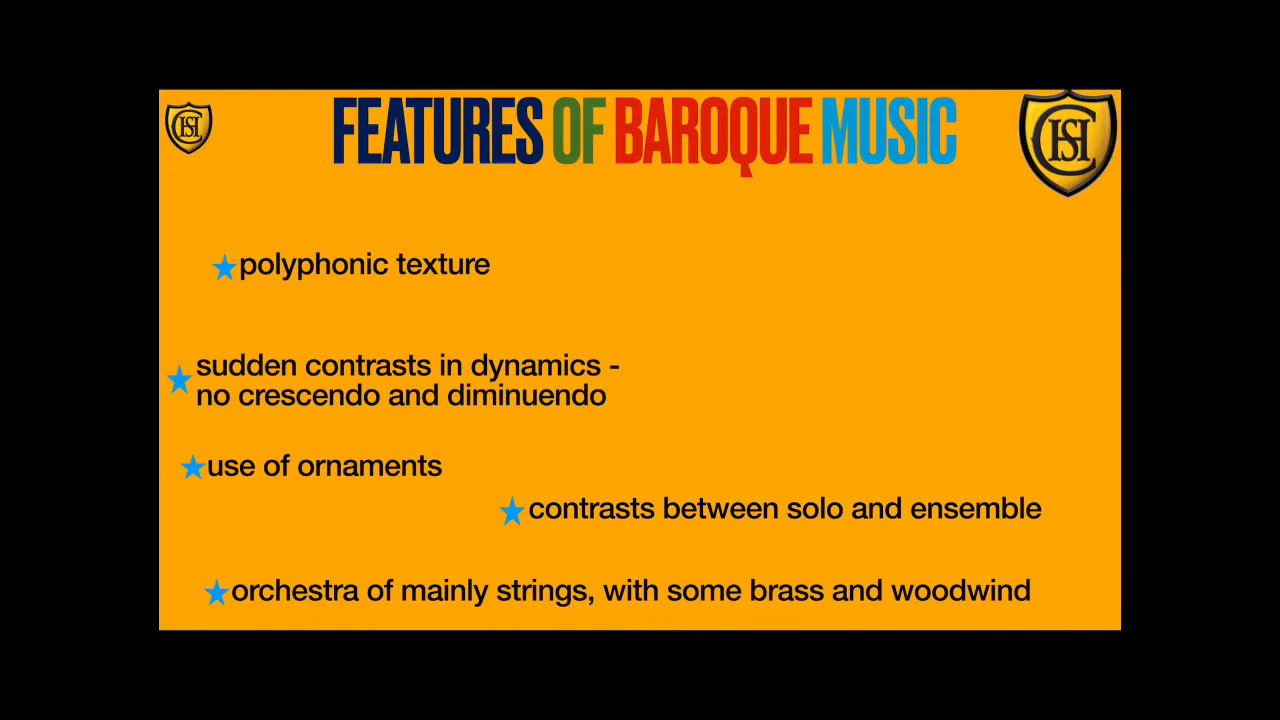 FEATURES OF BAROQUE MUSIC
polyphonic texture
sudden contrasts in dynamics -
no crescendo and diminuendo
use of ornaments
contrasts between solo and ensemble
orchestra of mainly strings, with some brass and woodwind